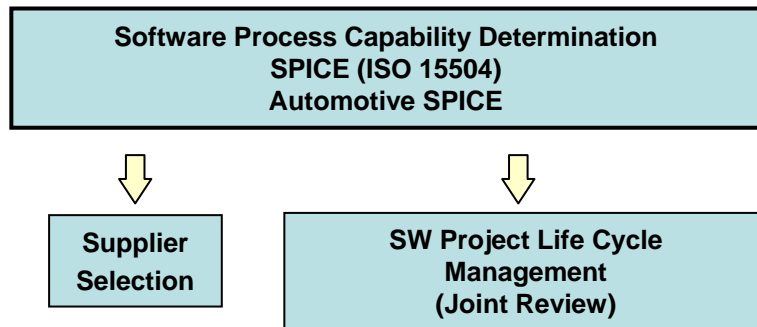 Software Process Capability Determination
SPICE (ISO 15504)
Automotive SPICE
Supplier
Selection
SW Project Life Cycle
Management
(Joint Review)